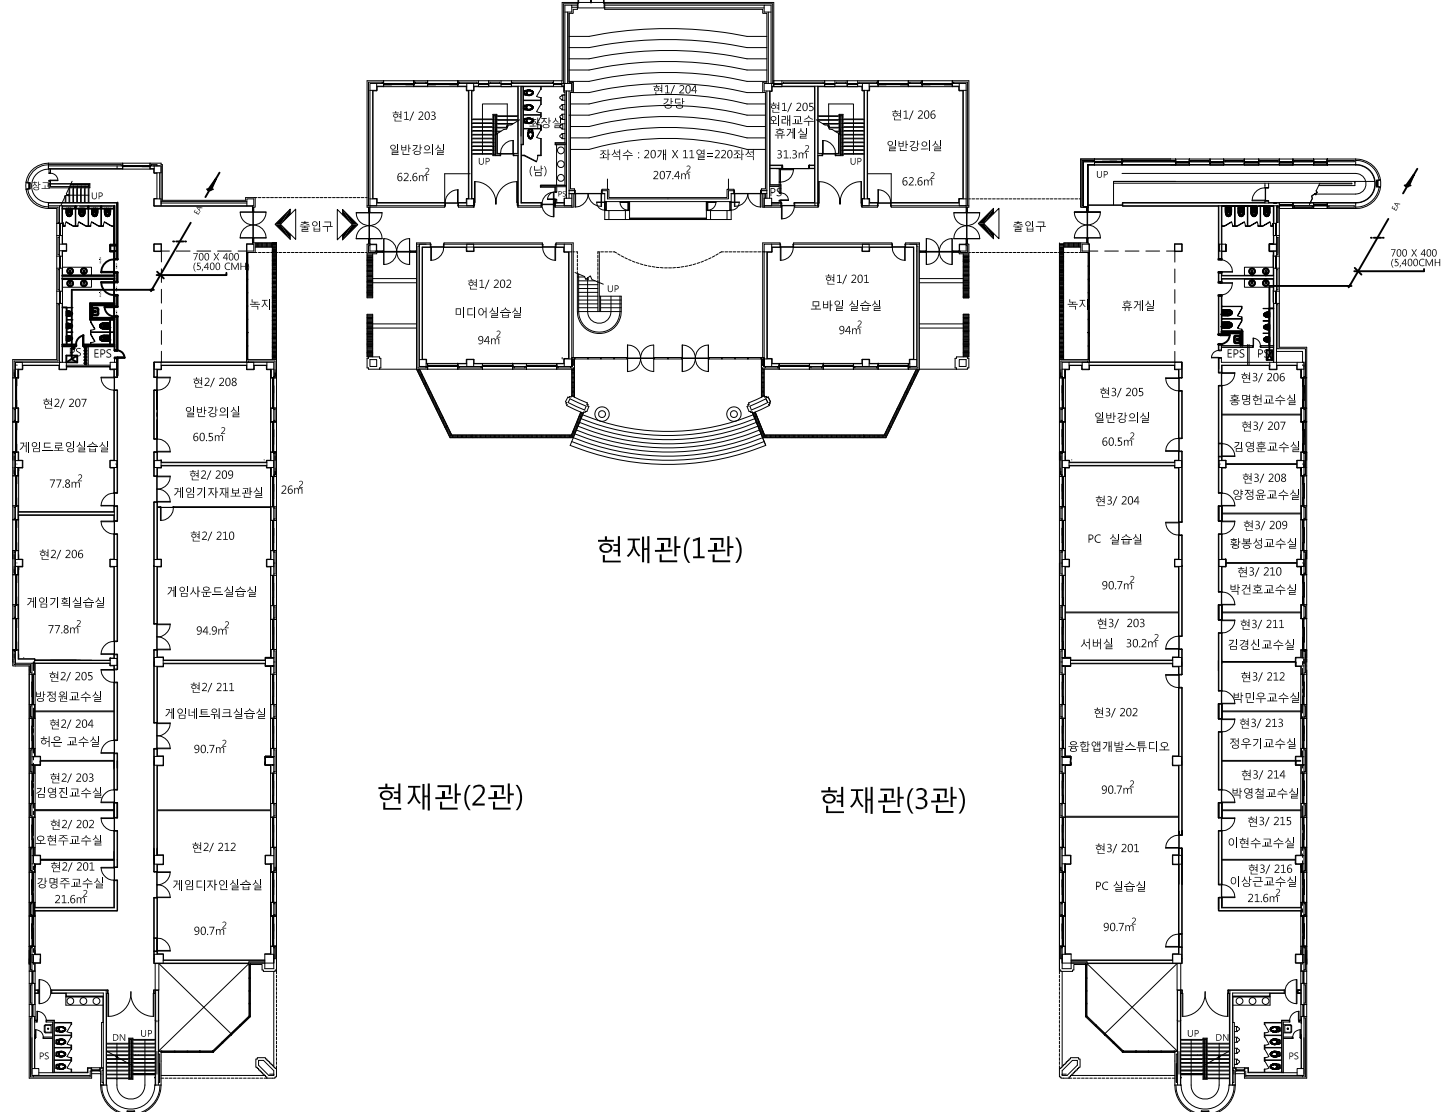 현1/ 204
강당
좌석수 : 20개 X 11열=220좌석
207.4m2
현1/ 203
일반강의실
62.6m2
UP
화장실
(남)
PS
현1/ 205
외래교수
휴게실
31.3m2
PS
UP
현1/ 206
일반강의실
62.6m2
창고
UP
EA
출입구
출입구
UP
EA
700 X 400
(5,400 CMH)
700 X 400
(5,400CMH
녹지
현1/ 202
미디어실습실
94m2
UP
현1/ 201
모바일 실습실
94m2
녹지
휴게실
PS
EPS
EPS
PS
현2/ 207
게임드로잉실습실
77.8m2
현2/ 208
일반강의실
60.5m2
현2/ 209
게임기자재보관실
26m2
현2/ 206
게임기획실습실
77.8m2
현2/ 210
게임사운드실습실
94.9m2
현2/ 205
방정원교수실
현2/ 204
허은 교수실
현2/ 203
김영진교수실
현2/ 202
오현주교수실
현2/ 201
강명주교수실
21.6m2
현2/ 211
게임네트워크실습실
90.7m2
현2/ 212
게임디자인실습실
90.7m2
DN
UP
PS
현재관(1관)
현재관(2관)
현재관(3관)
현3/ 205
일반강의실
60.5m2
현3/ 204
PC 실습실
90.7m2
현3/ 203
서버실 30.2m2
현3/ 202
융합앱개발스튜디오
90.7m2
현3/ 201
PC 실습실
90.7m2
현3/ 206
홍명헌교수실
현3/ 207
김영훈교수실
현3/ 208
양정윤교수실
현3/ 209
황봉성교수실
현3/ 210
박건호교수실
현3/ 211
김경신교수실
현3/ 212
박민우교수실
현3/ 213
정우기교수실
현3/ 214
박영철교수실
현3/ 215
이현수교수실
현3/ 216
이상근교수실
21.6m2
UP
DN
PS